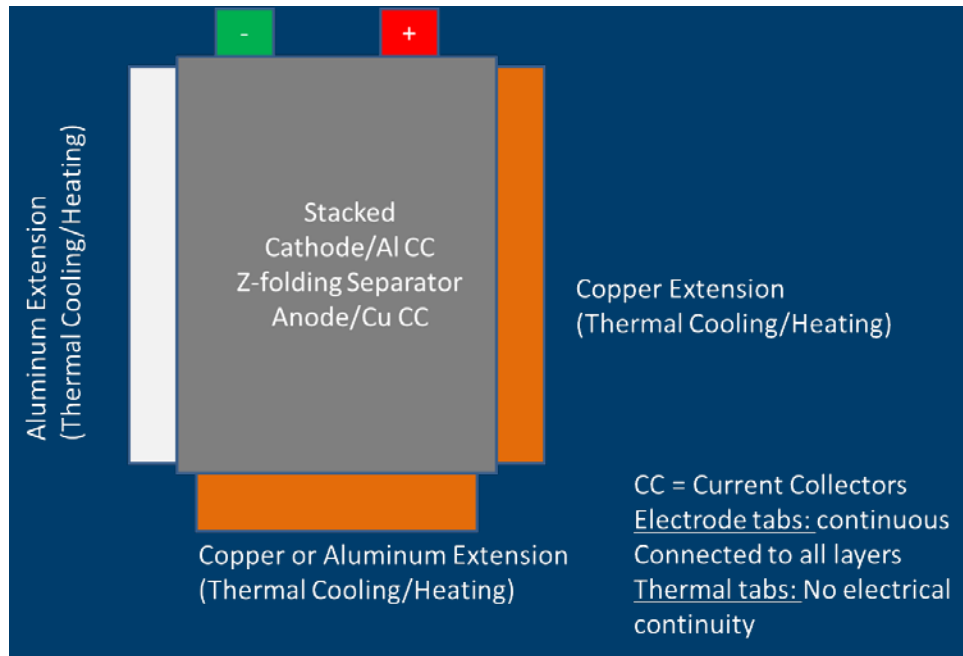 -
+
Aluminum Extension
(Thermal Cooling/Heating)
Stacked
Cathode/Al CC
Z-folding Separator
Anode/Cu CC
Copper Extension
(Thermal Cooling/Heating)
Copper or Aluminum Extension
(Thermal Cooling/Heating)
CC = Current Collectors
Electrode tabs: continuous
Connected to all layers
Thermal tabs: No electrical
continuity